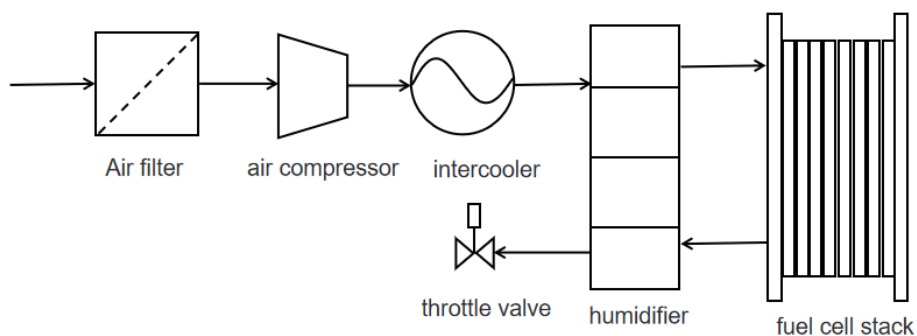 Air filter
air compressor
intercooler
throttle valve
humidifier
fuel cell stack